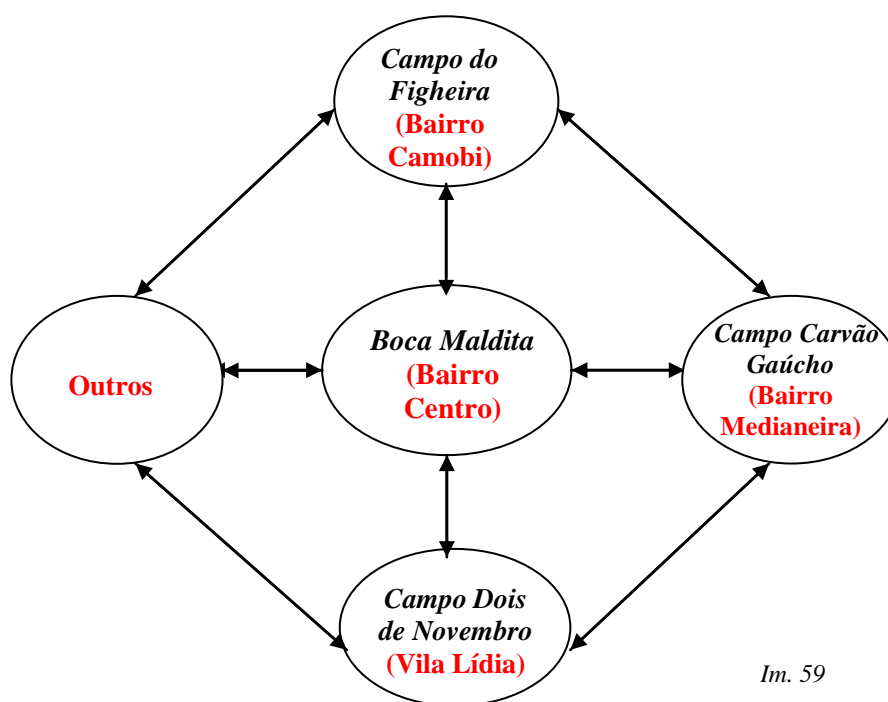 Campo do
Figheira
(Bairro
Camobi)
Outros
Boca Maldita
(Bairro
Centro)
Campo Carvão
Gaúcho
(Bairro
Medianeira)
Campo Dois
de Novembro
(Vila Lídia)
Im. 59